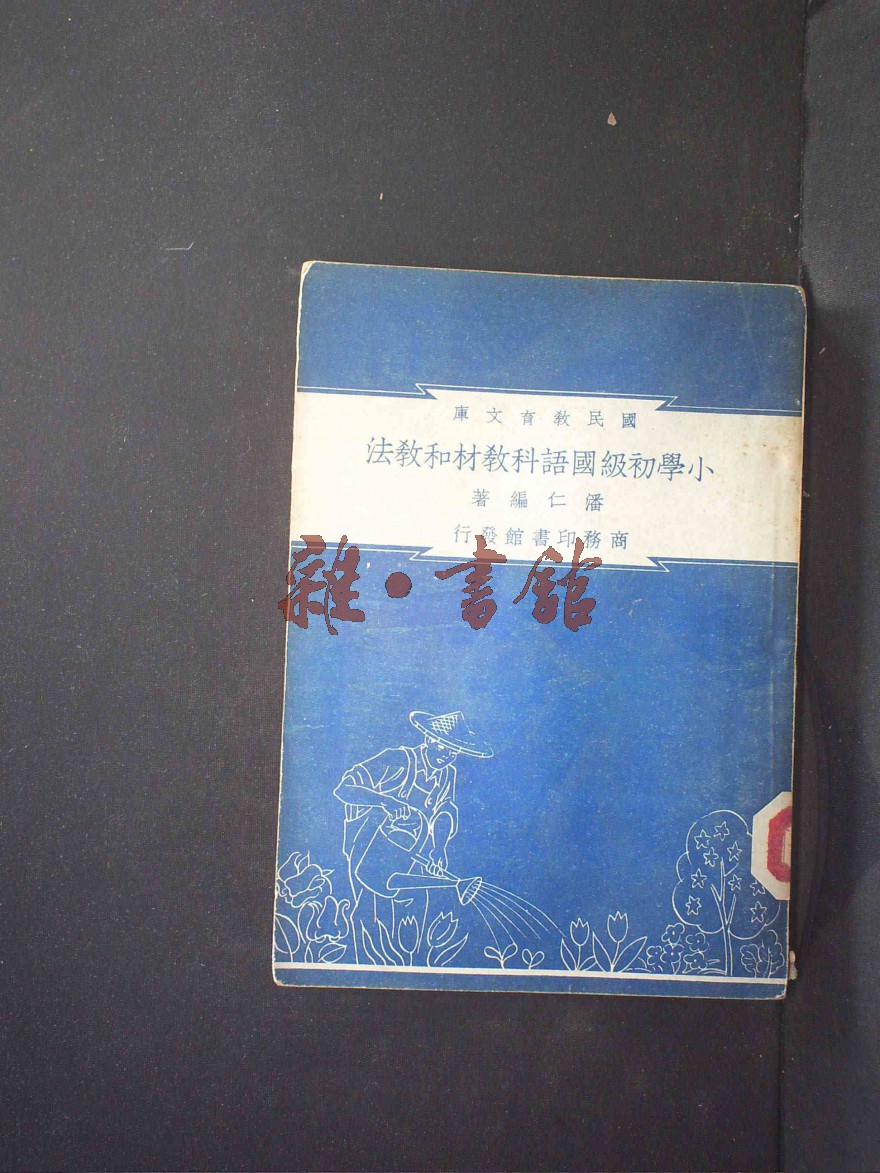 國民教育文庫
小學初級國語科教材和教法
潘仁編著
商務印書館發行
雜·書館